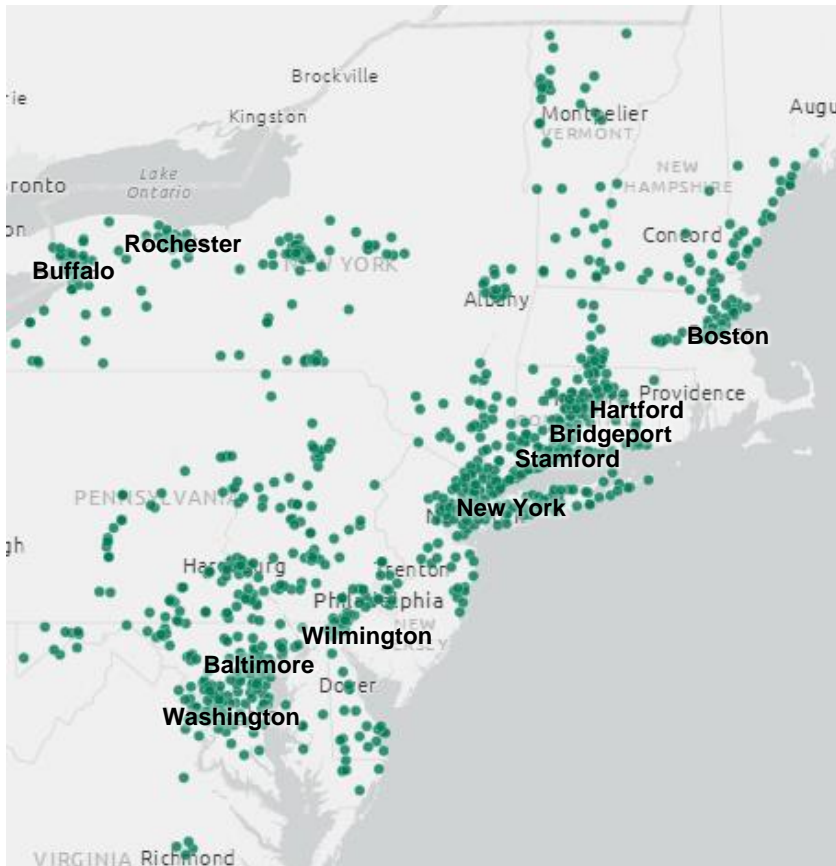 Brockville
Kingston
Augu
Montpelier
VERMONT
Lake
Ontario
NEW
HAMPSHIRE
Rochester
Concord
NEW YORK
Buffalo
Albany
Boston
Providence
Hartford
Bridgeport
Stamford
PENNSYLVANIA
New York
Harrisburg
Trenton
Philadelphia
Wilmington
NEW
JERSEY
Baltimore
Dover
Washington
VIRGINIA
Richmond